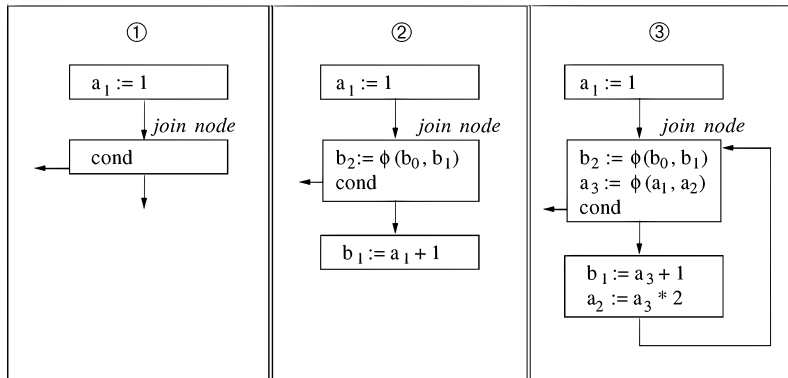 ①
a₁ := 1
join node
cond
②
a₁ := 1
join node
b₂ := ϕ (b₀, b₁)
cond
b₁ := a₁ + 1
③
a₁ := 1
join node
b₂ := ϕ (b₀, b₁)
a₃ := ϕ (a₁, a₂)
cond
b₁ := a₃ + 1
a₂ := a₃ * 2